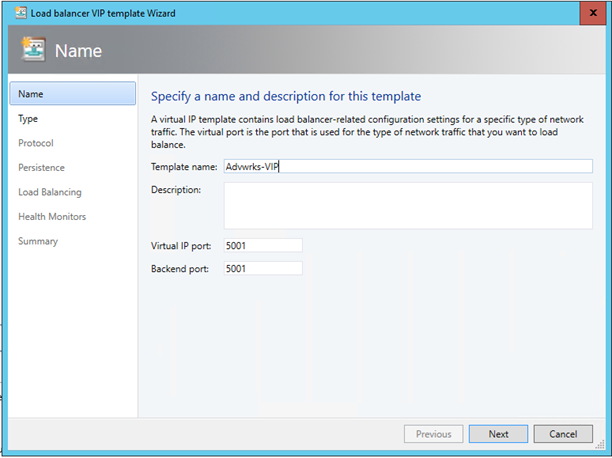 Load balancer VIP template Wizard
x
Name
Name
Type
Protocol
Persistence
Load Balancing
Health Monitors
Summary
Specify a name and description for this template
A virtual IP template contains load balancer-related configuration settings for a specific type of network
traffic. The virtual port is the port that is used for the type of network traffic that you want to load
balance.
Template name: Advwrks-VIP
Description:
Virtual IP port: 5001
Backend port: 5001
Previous Next Cancel